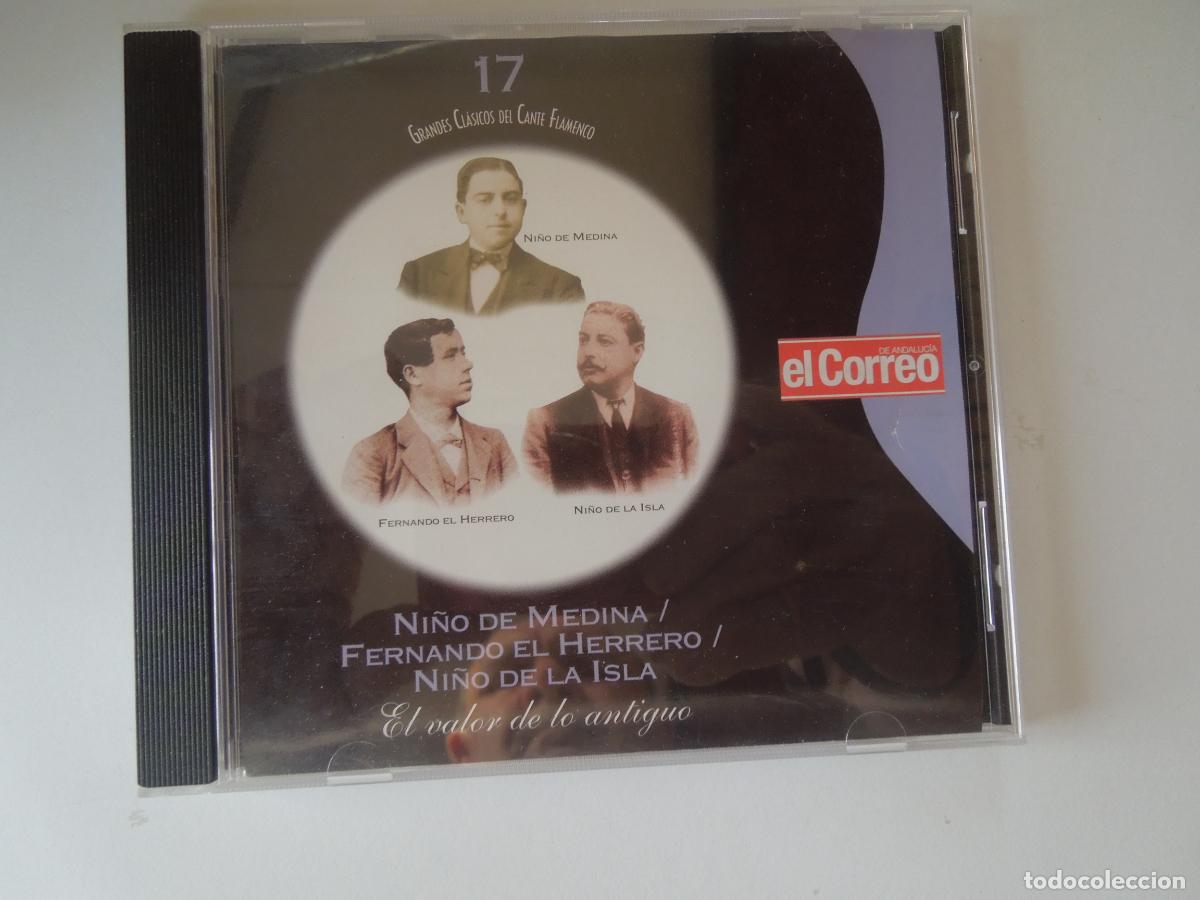 17
GRANDES CLÁSICOS DEL CANTE FLAMENCO
NIÑO DE MEDINA
DE ANDALUCÍA
el Correo
FERNANDO EL HERRERO
NIÑO DE LA ISLA
NIÑO DE MEDINA /
FERNANDO EL HERRERO /
NIÑO DE LA ISLA
El valor de lo antiguo
todocoleccion